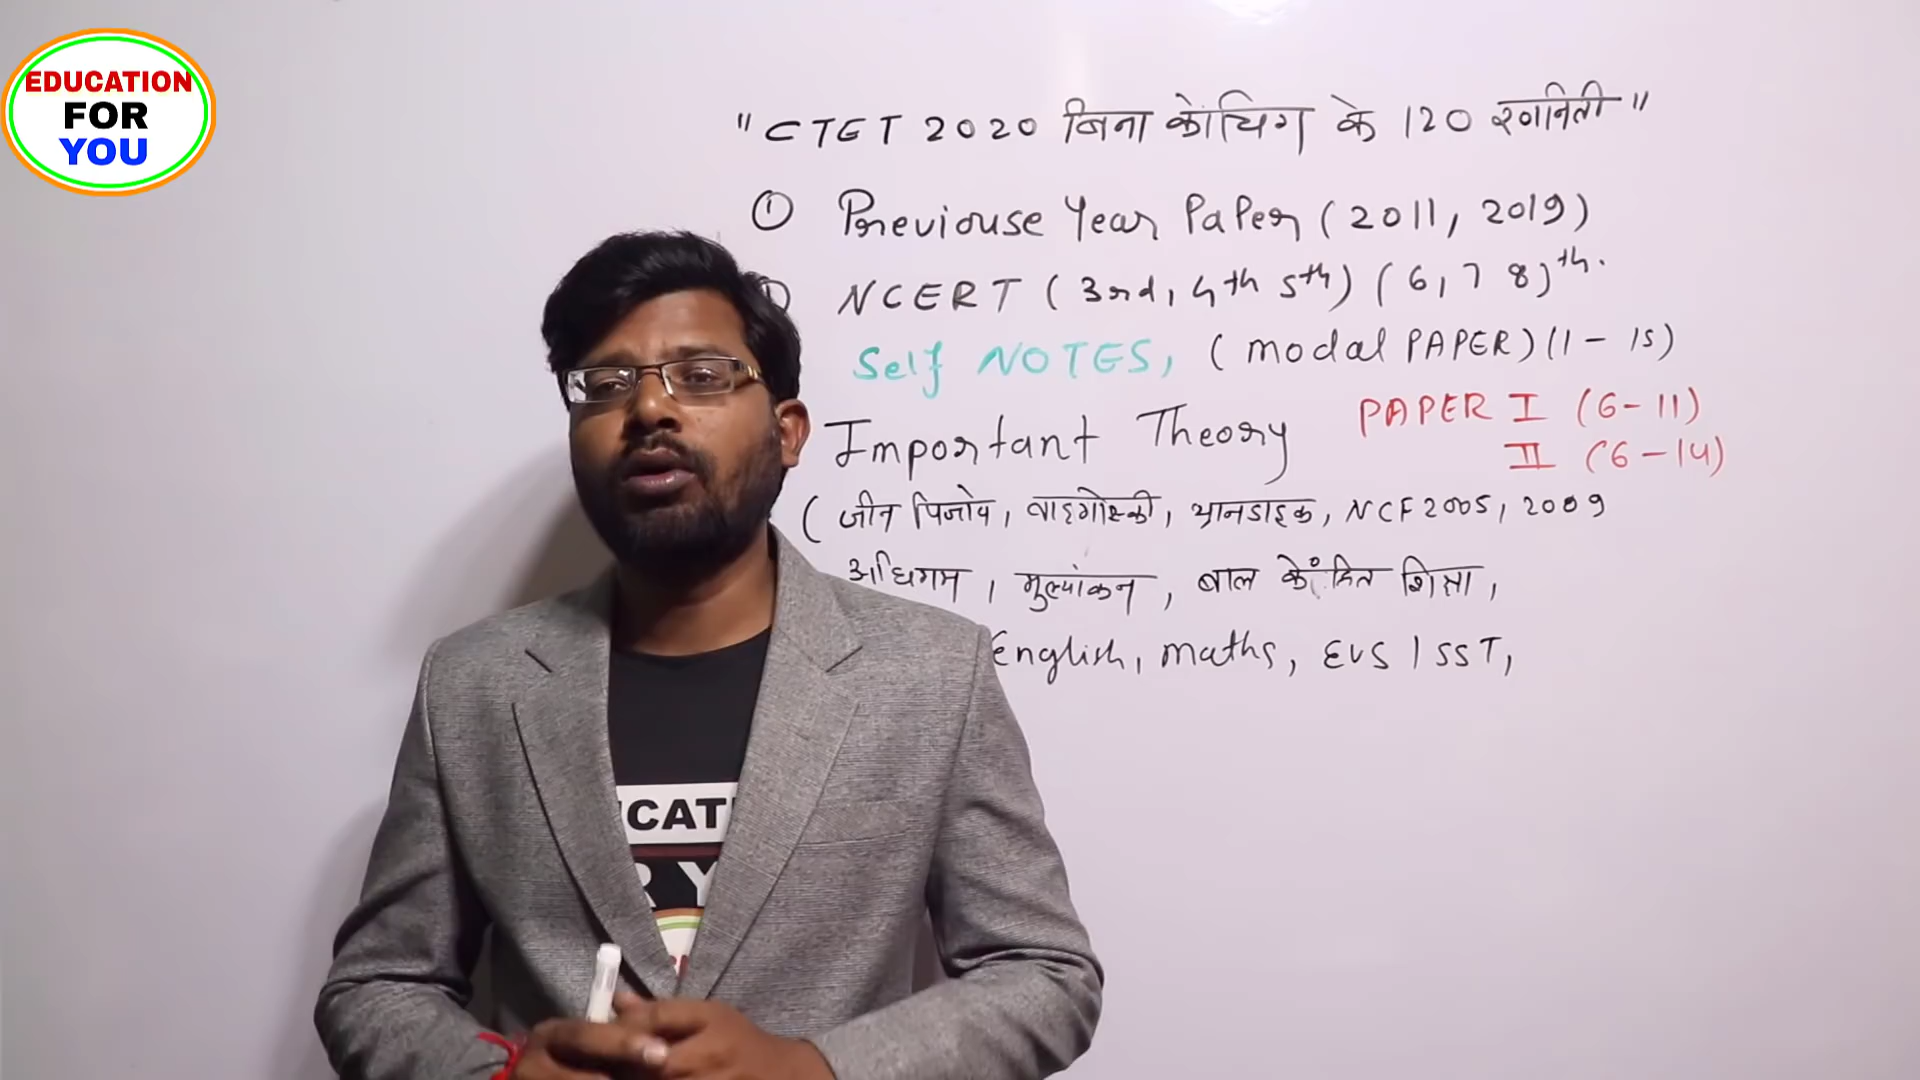 EDUCATION
FOR
YOU
" CTET 2020 बिना कोचिंग के 120 रणनिती "
① Previouse Year Paper (2011, 2019)
NCERT (3rd, 4th 5th) (6, 7 8)th.
Self NOTES, (modal PAPER) (1 - 15)
Important Theory PAPER I (6-11)
II (6-14)
( जीन पियाजे, वाइगोस्की, थानडाइक, NCF 2005, 2009
अधिगम, मुल्यांकन, बाल केंद्रित शिक्षा,
English, maths, EVS / SST,
UCAT
R Y